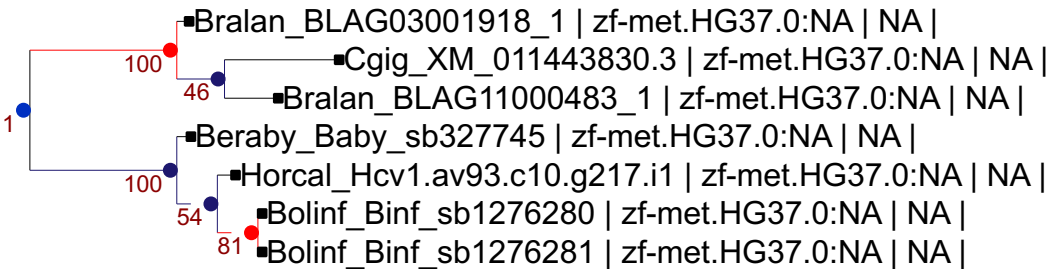 Bralan_BLAG03001918_1 | zf-met.HG37.0:NA | NA |
100
Cgig_XM_011443830.3 | zf-met.HG37.0:NA | NA |
46
Bralan_BLAG11000483_1 | zf-met.HG37.0:NA | NA |
1
Beraby_Baby_sb327745 | zf-met.HG37.0:NA | NA |
100
Horcal_Hcv1.av93.c10.g217.i1 | zf-met.HG37.0:NA | NA |
54
Bolinf_Binf_sb1276280 | zf-met.HG37.0:NA | NA |
81
Bolinf_Binf_sb1276281 | zf-met.HG37.0:NA | NA |